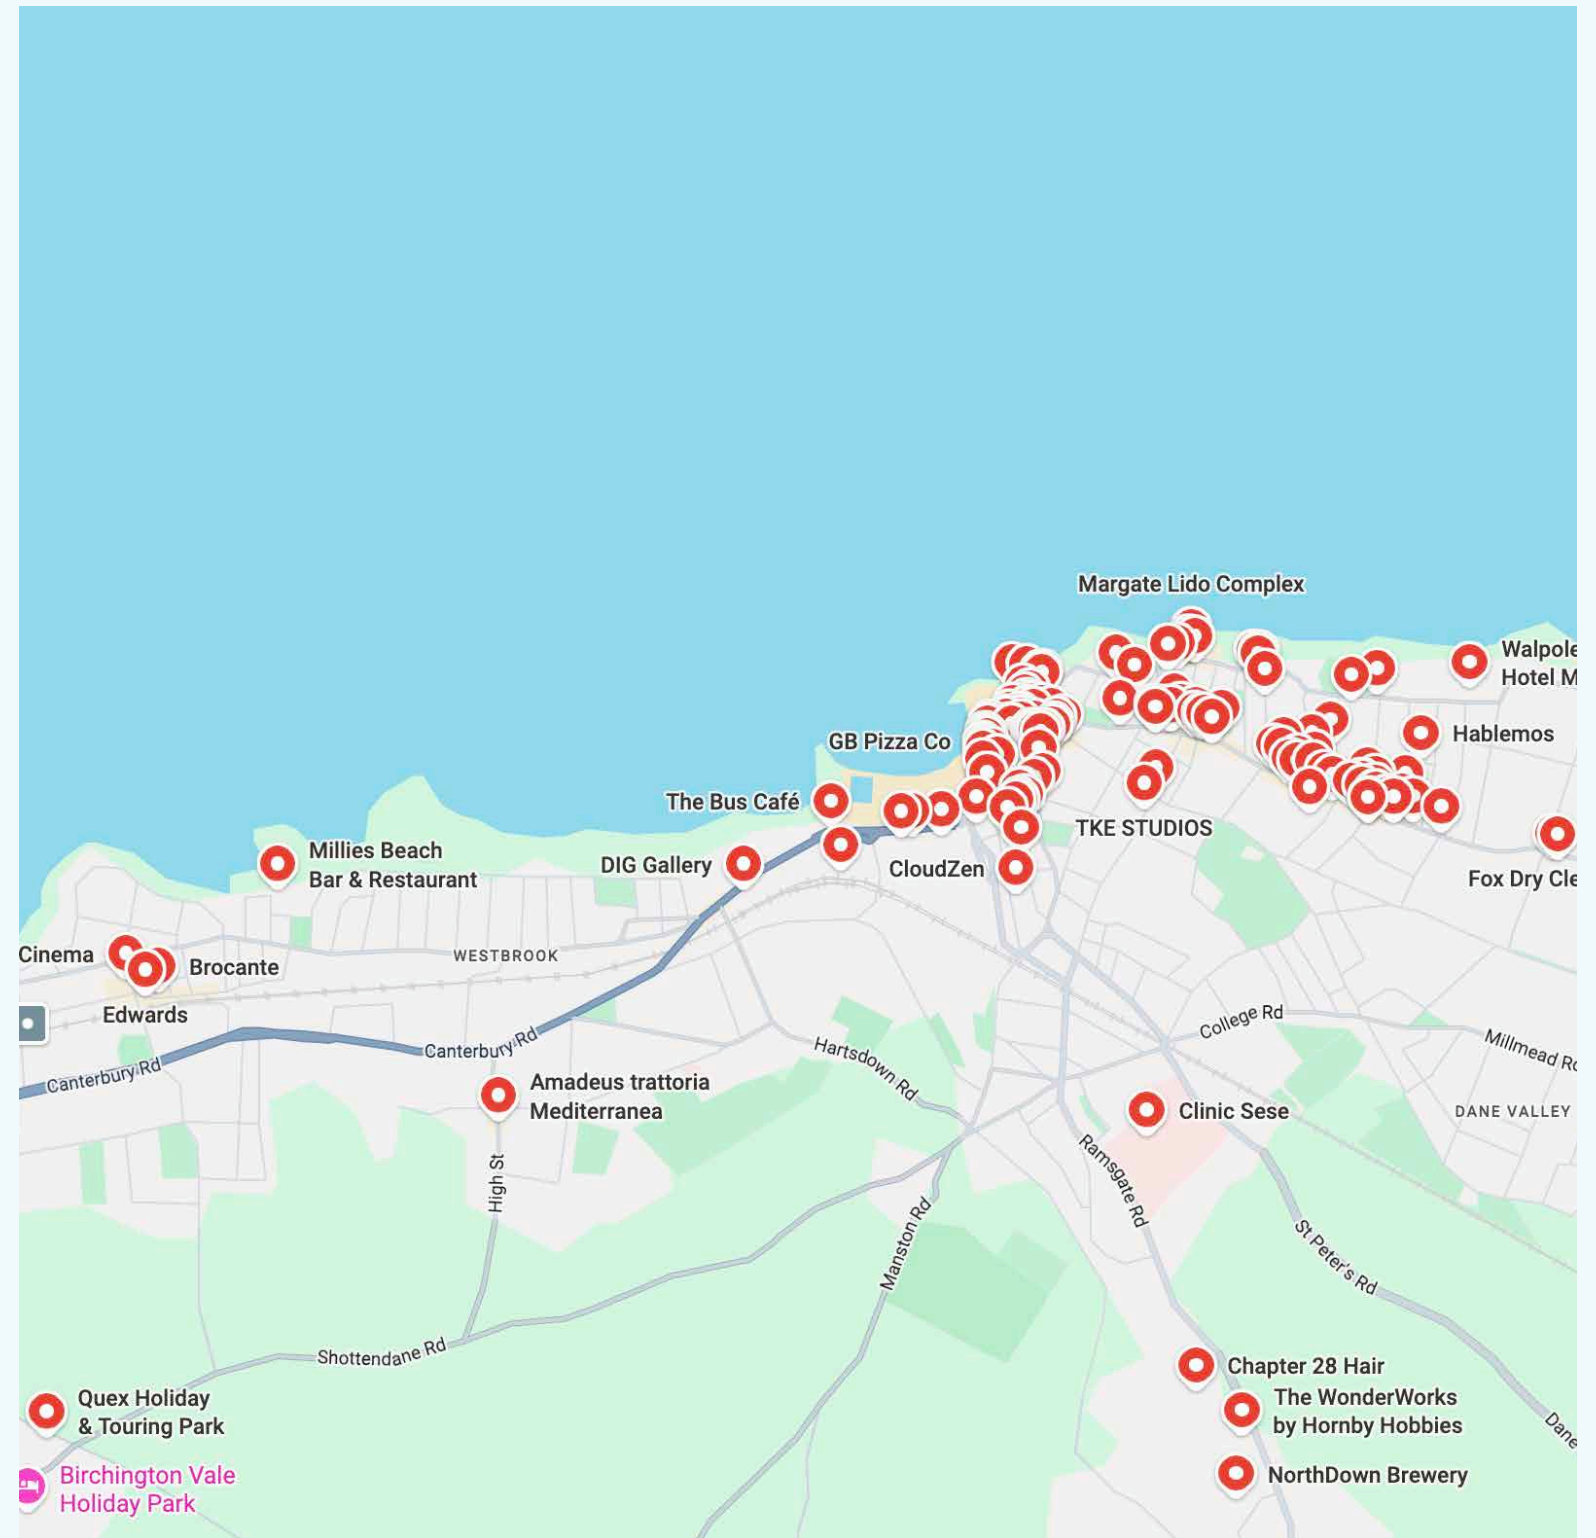 Margate Lido Complex
Walpole
Hotel M
GB Pizza Co
Hablemos
The Bus Café
TKE STUDIOS
Millies Beach
Bar & Restaurant
DIG Gallery
CloudZen
Fox Dry Cle
Cinema
Brocante
WESTBROOK
Edwards
College Rd
Canterbury Rd
Canterbury Rd
Hartsdown Rd
Millmead Rd
Amadeus trattoria
Mediterranea
Clinic Sese
DANE VALLEY
High St
Ramsgate Rd
Manston Rd
St Peter's Rd
Shottendane Rd
Chapter 28 Hair
Quex Holiday
& Touring Park
The WonderWorks
by Hornby Hobbies
Dane
Birchington Vale
Holiday Park
NorthDown Brewery